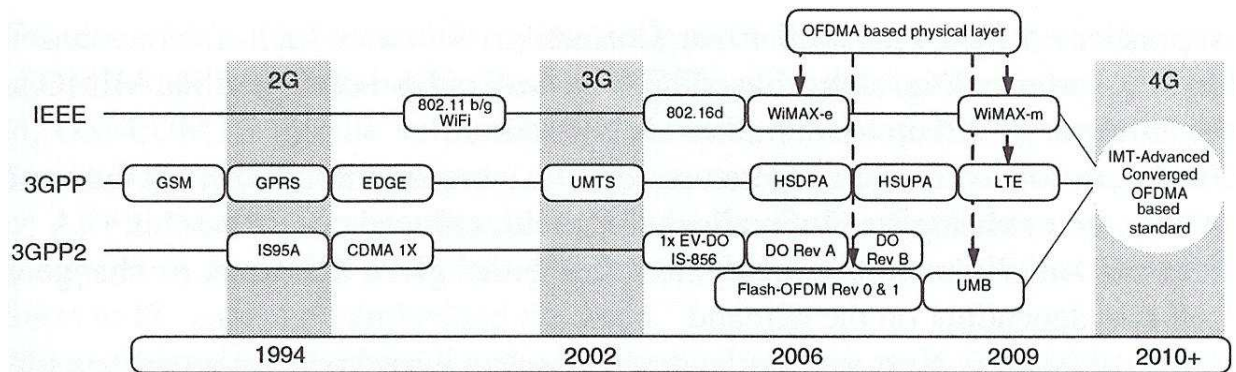 OFDMA based physical layer
2G
3G
4G
IEEE
802.11 b/g
WiFi
802.16d
WiMAX-e
WiMAX-m
3GPP
GSM
GPRS
EDGE
UMTS
HSDPA
HSUPA
LTE
IMT-Advanced
Converged
OFDMA
based
standard
3GPP2
IS95A
CDMA 1X
1x EV-DO
IS-856
DO Rev A
DO
Rev B
Flash-OFDM Rev 0 & 1
UMB
1994
2002
2006
2009
2010+